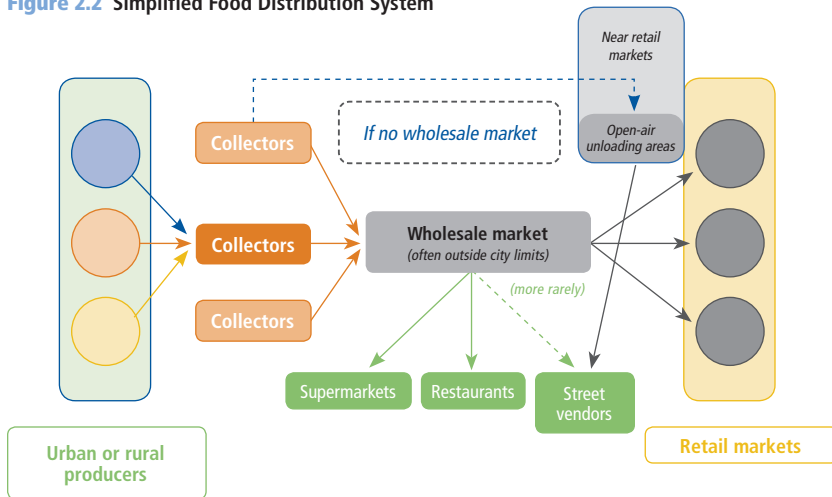 Figure 2.2 Simplified Food Distribution System
Near retail
markets
Collectors
If no wholesale market
Open-air
unloading areas
Collectors
Wholesale market
(often outside city limits)
(more rarely)
Collectors
Supermarkets
Restaurants
Street
vendors
Urban or rural
producers
Retail markets